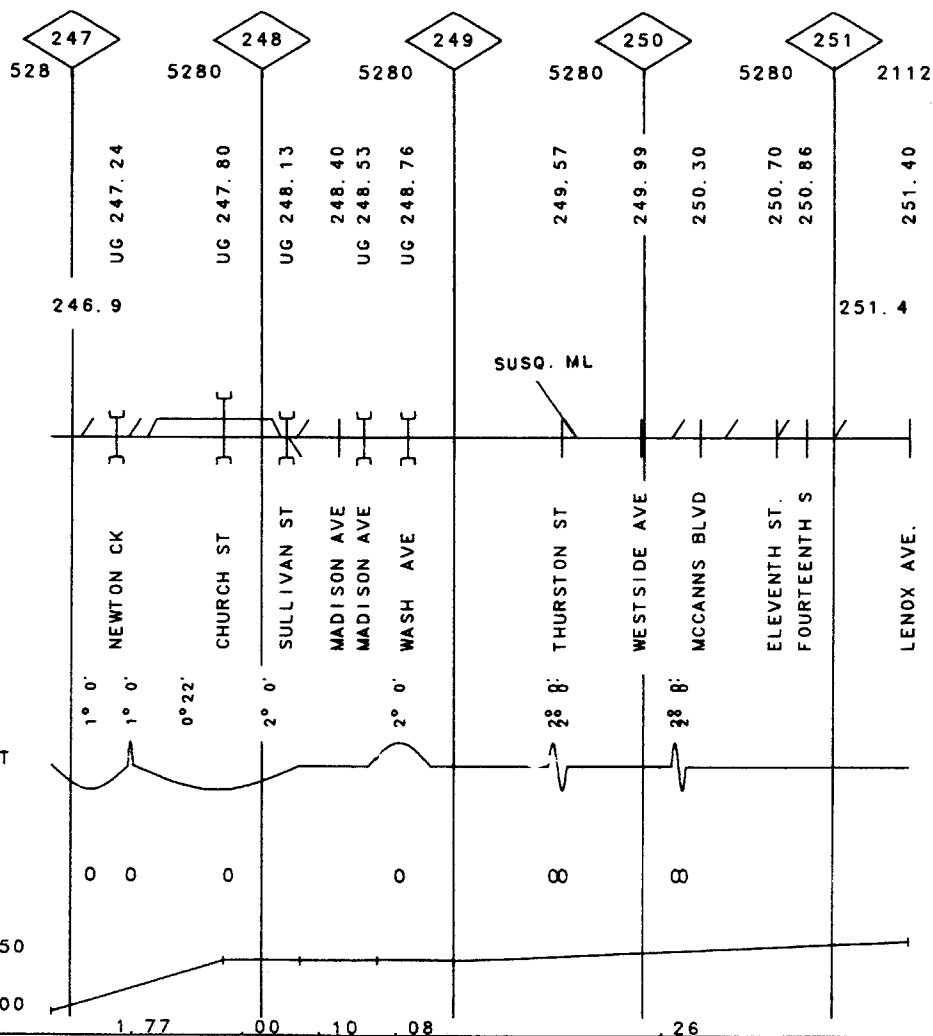 247 248 249 250 251
528 5280 5280 5280 5280 2112
UG 247.24
UG 247.80
UG 248.13
248.40
UG 248.53
UG 248.76
249.57
249.99
250.30
250.70
250.86
251.40
246.9
251.4
SUSQ. ML
NEWTON CK
CHURCH ST
SULLIVAN ST
MADISON AVE
MADISON AVE
WASH AVE
THURSTON ST
WESTSIDE AVE
MCCANNS BLVD
ELEVENTH ST.
FOURTEENTH S
LENOX AVE.
1° 0'
1° 0'
0°22'
2° 0'
2° 0'
T
0 0 0 0
50
00
1.77 .00 .10 .08 .26